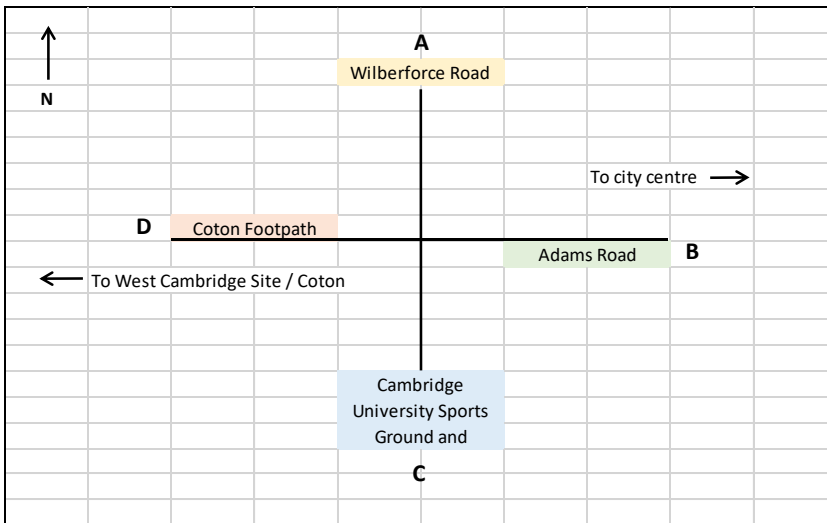 A
Wilberforce Road
N
To city centre
D
Coton Footpath
Adams Road
B
To West Cambridge Site / Coton
Cambridge
University Sports
Ground and
C